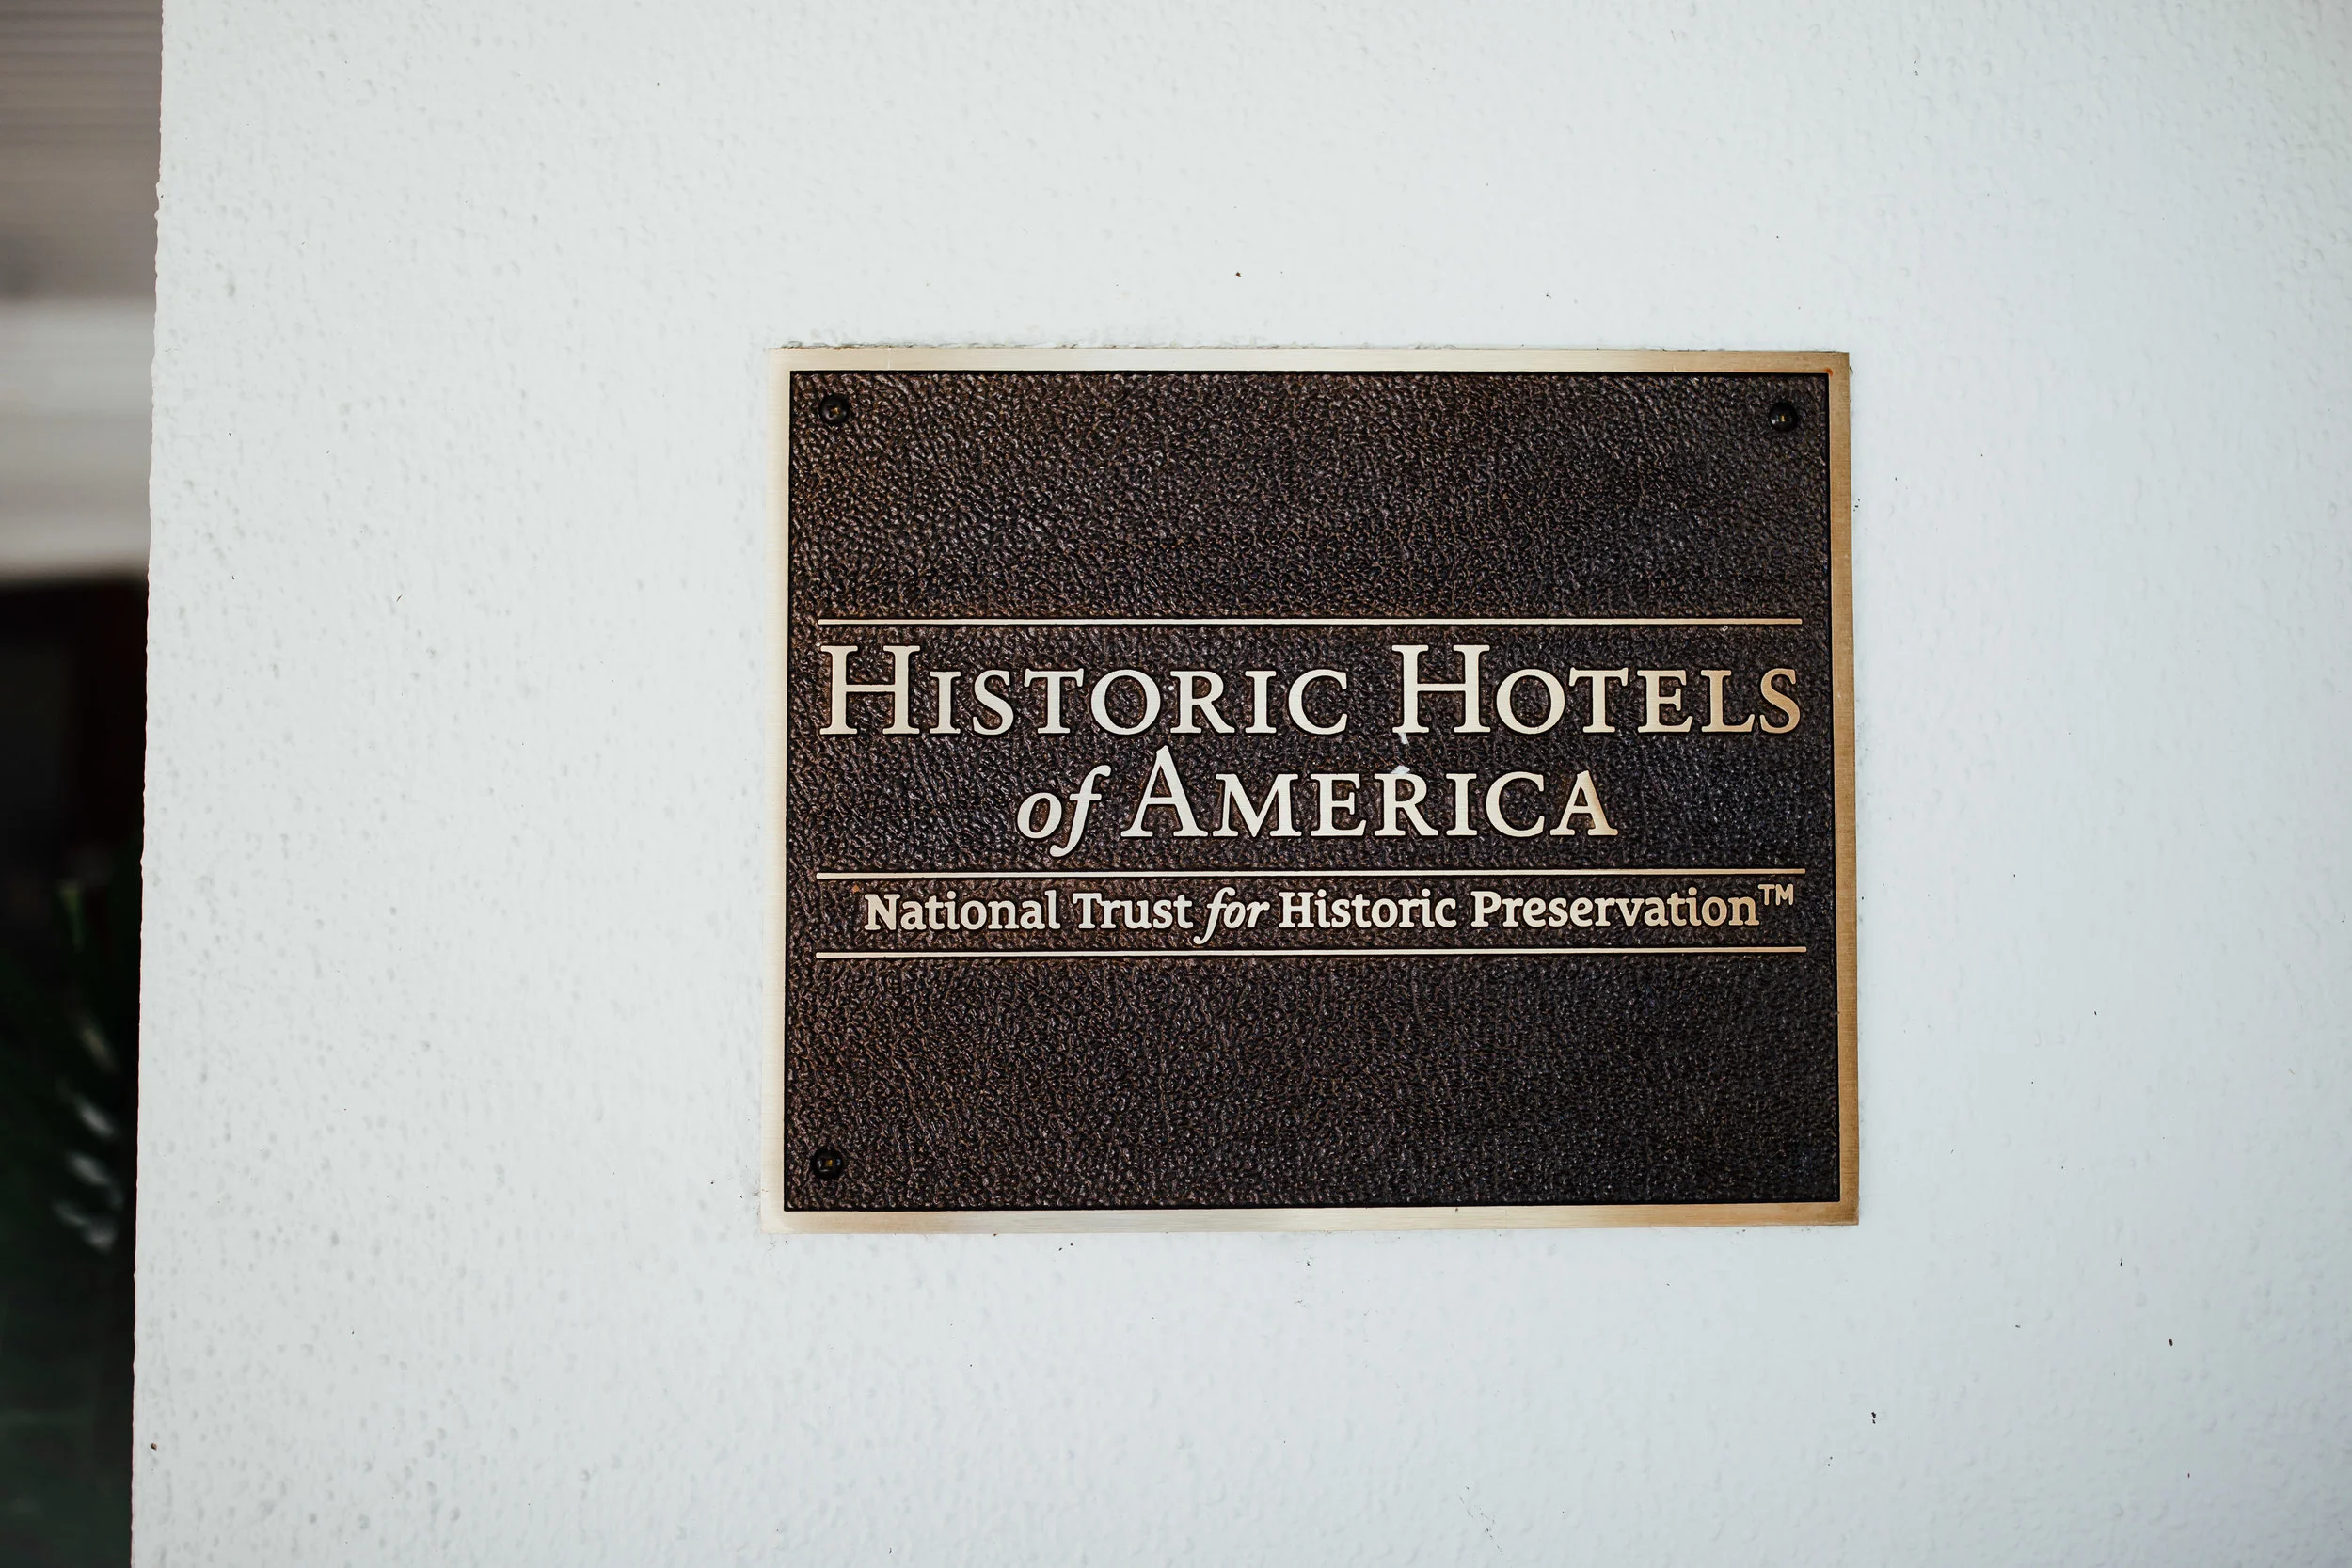 HISTORIC HOTELS
of AMERICA
National Trust for Historic Preservation™